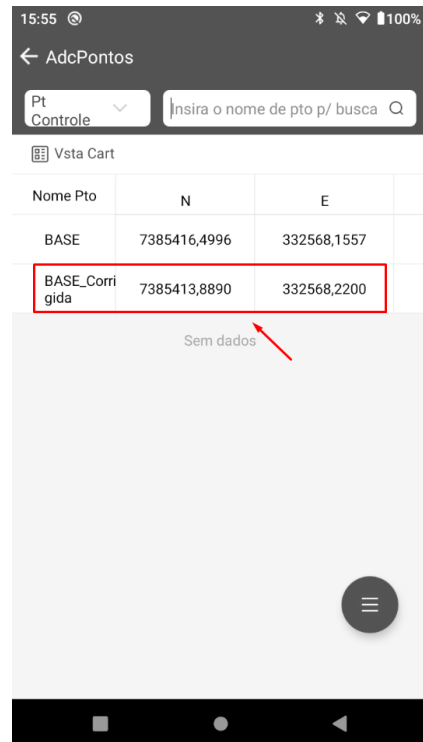 15:55 100%
AdcPontos
Pt
Controle
Insira o nome de pto p/ busca
Vsta Cart
Nome Pto N E
BASE 7385416,4996 332568,1557
BASE_Corri
gida 7385413,8890 332568,2200
Sem dados